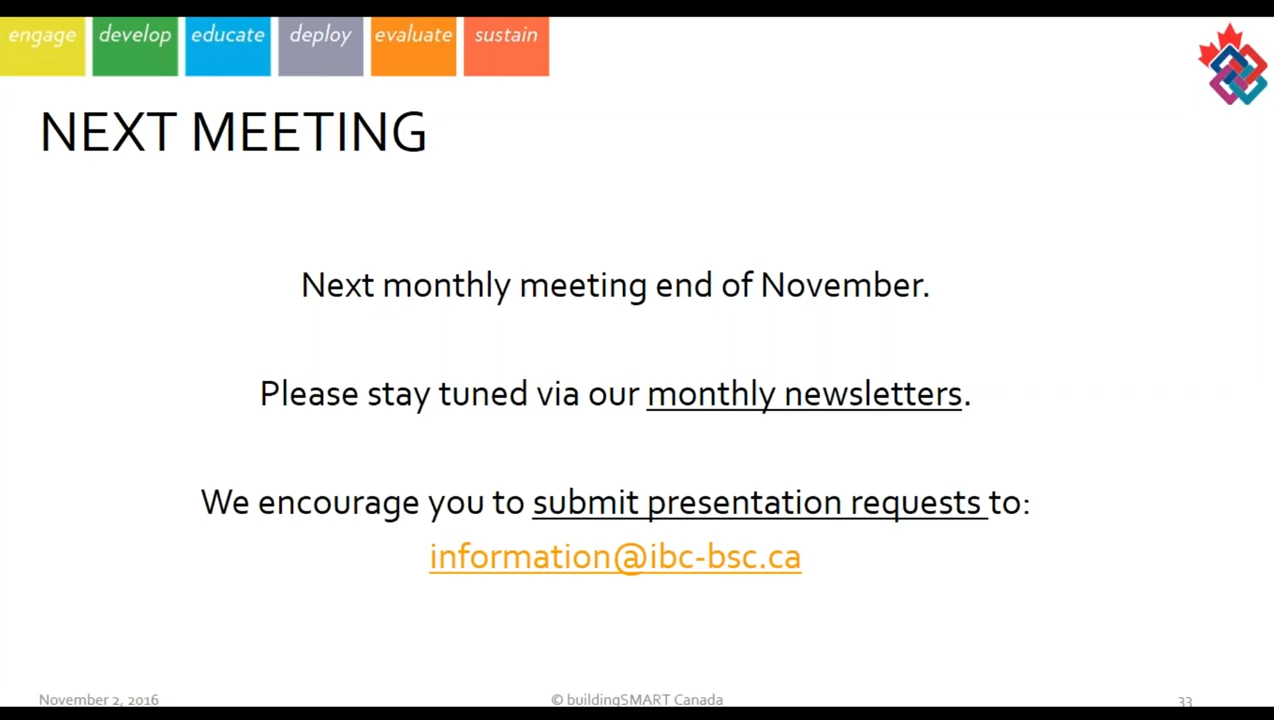 engage develop educate deploy evaluate sustain
NEXT MEETING
Next monthly meeting end of November.
Please stay tuned via our monthly newsletters.
We encourage you to submit presentation requests to:
information@ibc-bsc.ca
November 2, 2016 © buildingSMART Canada 33